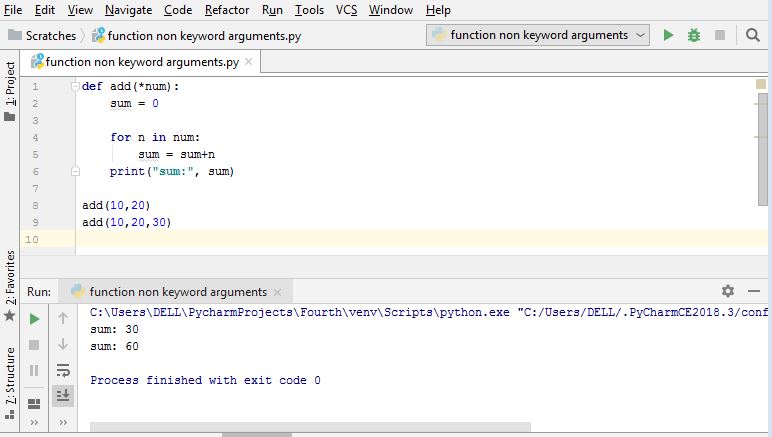 File Edit View Navigate Code Refactor Run Tools VCS Window Help
Scratches function non keyword arguments.py function non keyword arguments
function non keyword arguments.py
1: Project
1 def add(*num):
2 sum = 0
3
4 for n in num:
5 sum = sum+n
6 print("sum:", sum)
7
8 add(10,20)
9 add(10,20,30)
10
2: Favorites
7: Structure
Run: function non keyword arguments
C:\Users\DELL\PycharmProjects\Fourth\venv\Scripts\python.exe "C:/Users/DELL/.PyCharmCE2018.3/conf
sum: 30
sum: 60
Process finished with exit code 0